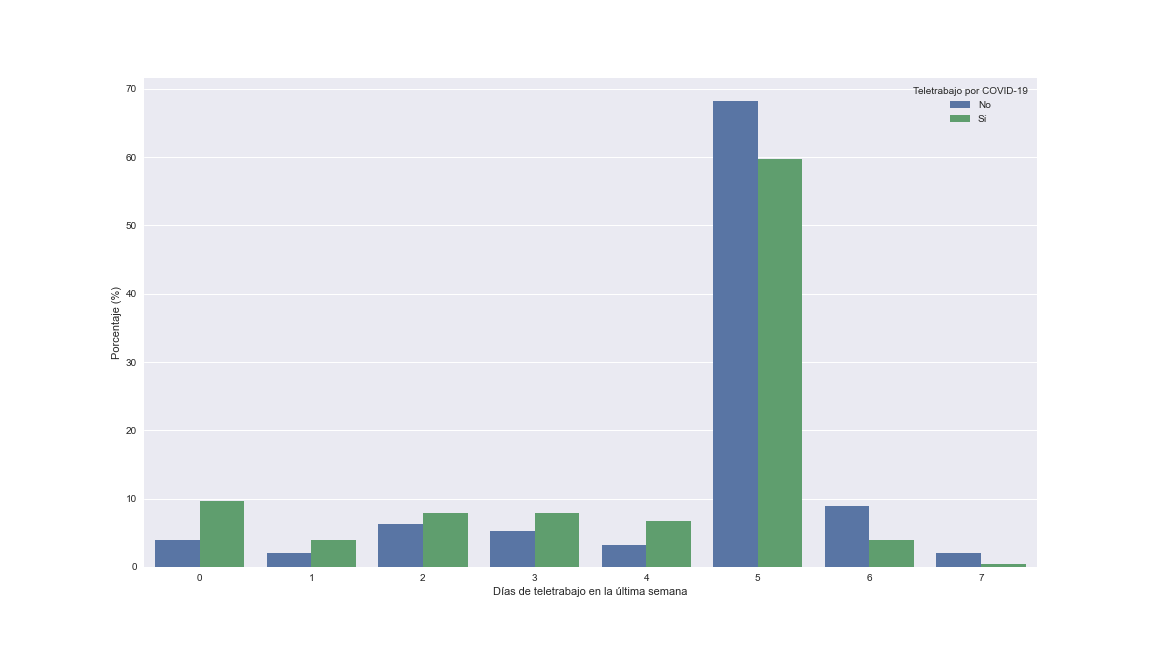 70
60
50
40
30
20
10
0
Porcentaje (%)
Teletrabajo por COVID-19
No
Si
0 1 2 3 4 5 6 7
Días de teletrabajo en la última semana